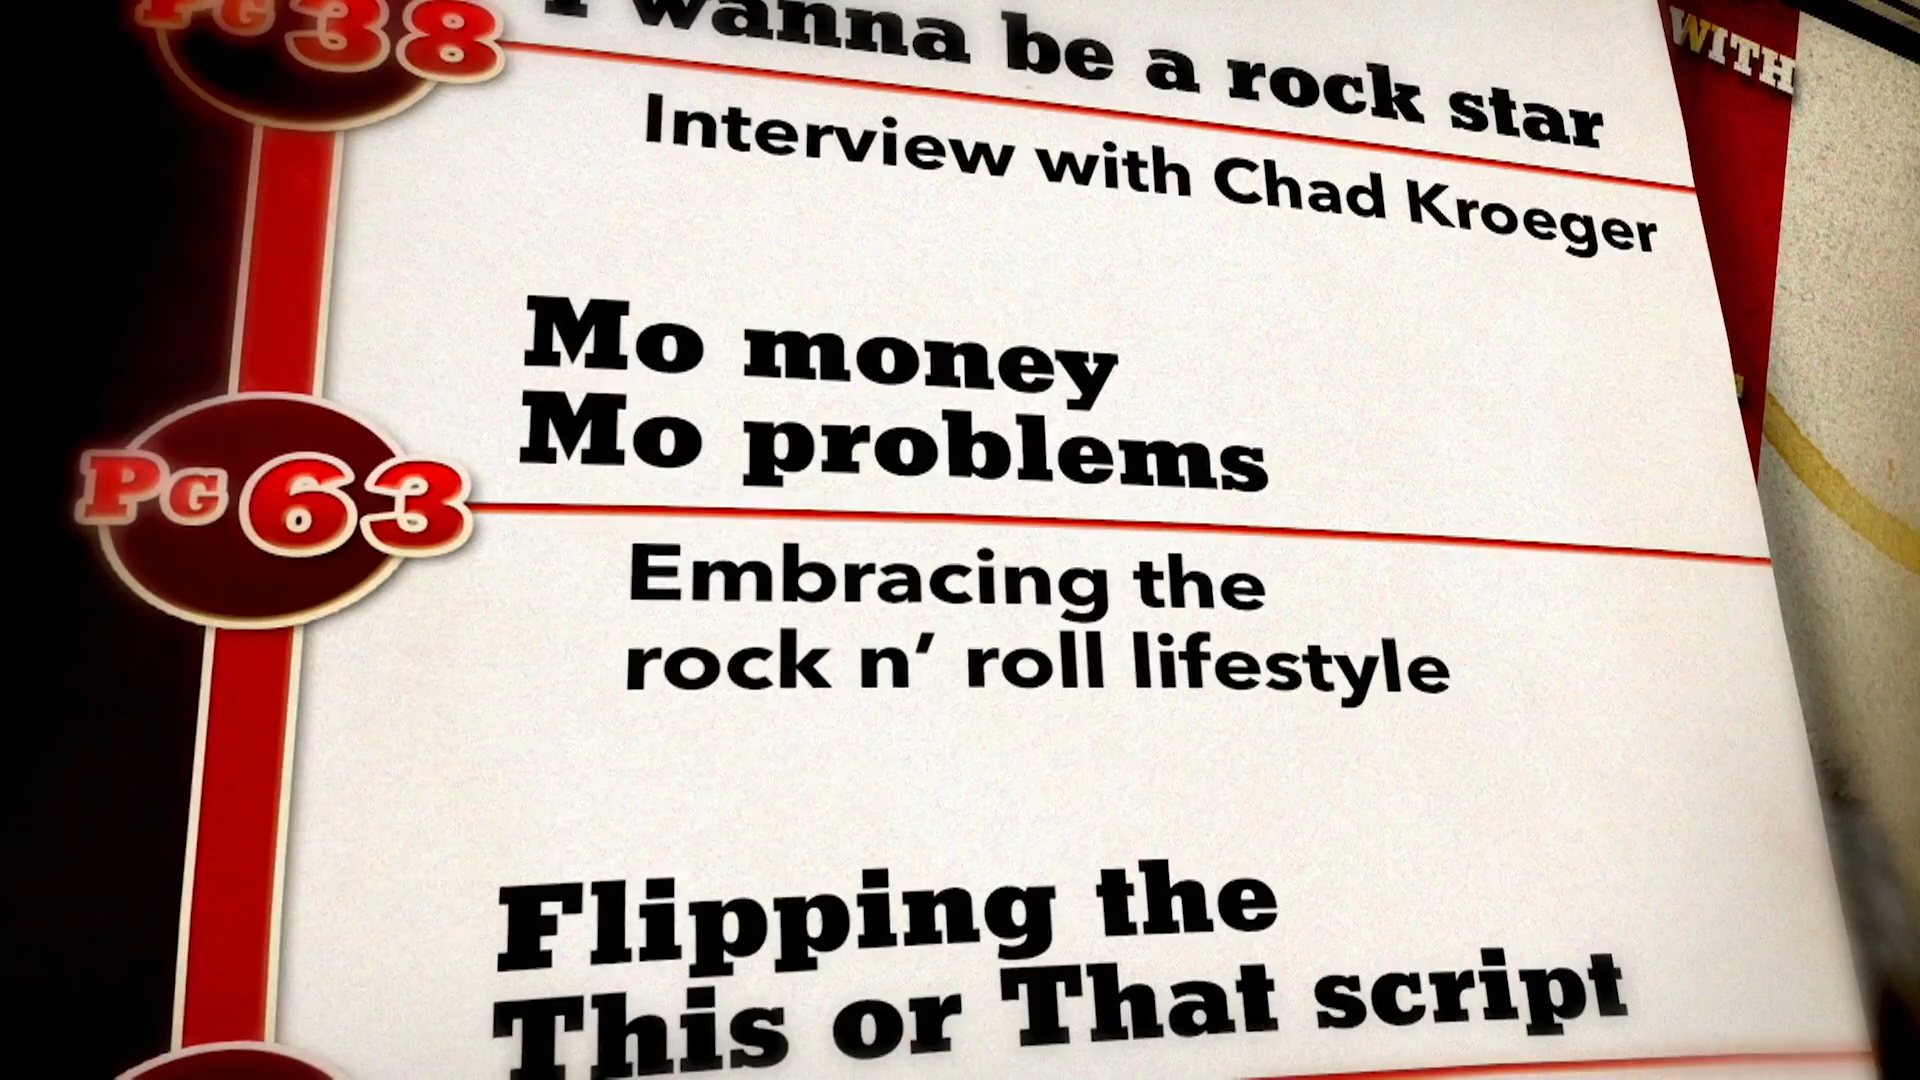 Pg 38
I wanna be a rock star
WITH
Interview with Chad Kroeger
Mo money
Mo problems
Pg 63
Embracing the
rock n’ roll lifestyle
Flipping the
This or That script